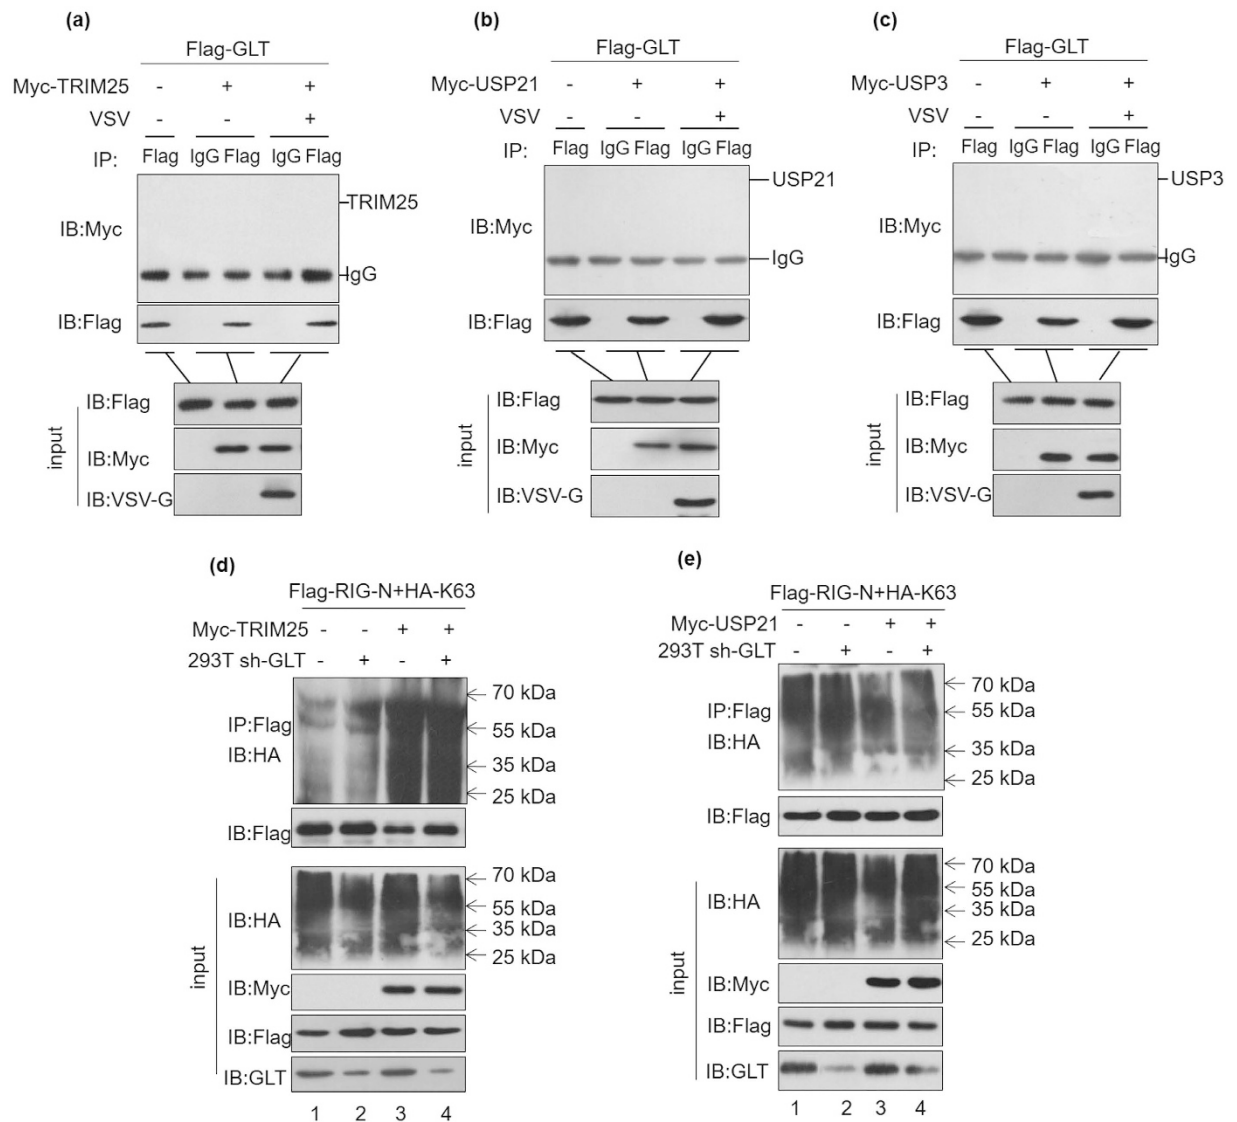 (a)
Flag-GLT
Myc-TRIM25 - + +
VSV - - +
IP: Flag IgG Flag IgG Flag
TRIM25
IB:Myc
IgG
IB:Flag
input
IB:Flag
IB:Myc
IB:VSV-G
(b)
Flag-GLT
Myc-USP21 - + +
VSV - - +
IP: Flag IgG Flag IgG Flag
USP21
IB:Myc
IgG
IB:Flag
input
IB:Flag
IB:Myc
IB:VSV-G
(c)
Flag-GLT
Myc-USP3 - + +
VSV - - +
IP: Flag IgG Flag IgG Flag
USP3
IB:Myc
IgG
IB:Flag
input
IB:Flag
IB:Myc
IB:VSV-G
(d)
Flag-RIG-N+HA-K63
Myc-TRIM25 - - + +
293T sh-GLT - + - +
70 kDa
IP:Flag
55 kDa
IB:HA
35 kDa
25 kDa
IB:Flag
input
70 kDa
IB:HA
55 kDa
35 kDa
25 kDa
IB:Myc
IB:Flag
IB:GLT
1 2 3 4
(e)
Flag-RIG-N+HA-K63
Myc-USP21 - - + +
293T sh-GLT - + - +
70 kDa
IP:Flag
55 kDa
IB:HA
35 kDa
25 kDa
IB:Flag
input
70 kDa
IB:HA
55 kDa
35 kDa
25 kDa
IB:Myc
IB:Flag
IB:GLT
1 2 3 4